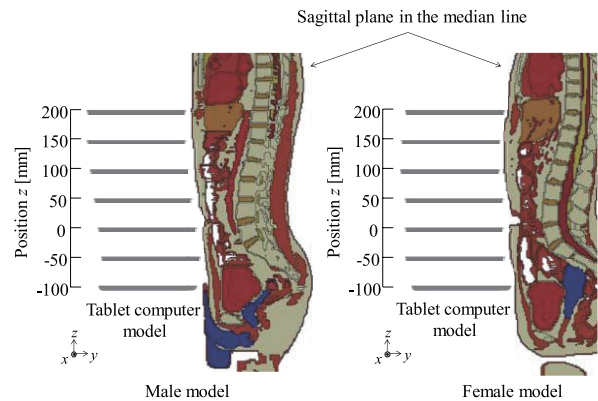 Sagittal plane in the median line
Position z [mm]
200
150
100
50
0
-50
-100
Tablet computer
model
z
x
y
Male model
Position z [mm]
200
150
100
50
0
-50
-100
Tablet computer
model
z
x
y
Female model